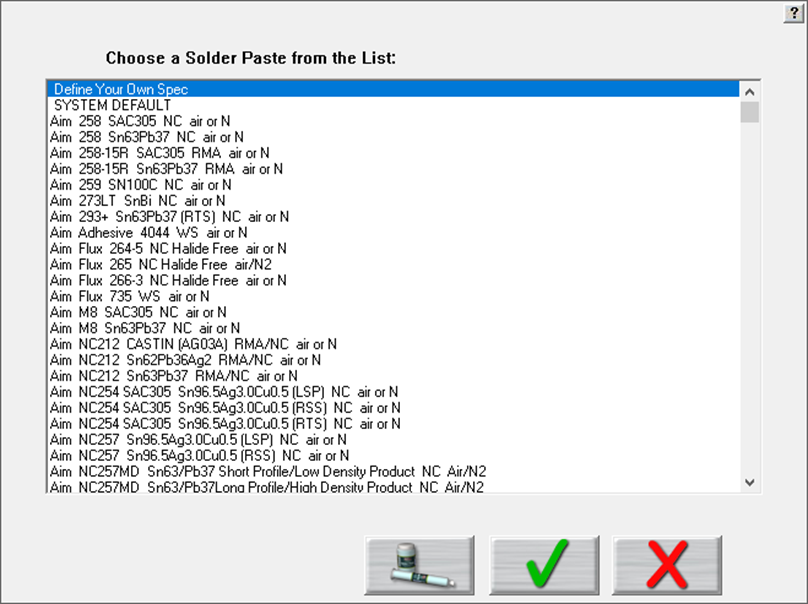 ?
Choose a Solder Paste from the List:
Define Your Own Spec
SYSTEM DEFAULT
Aim 258 SAC305 NC air or N
Aim 258 Sn63Pb37 NC air or N
Aim 258-15R SAC305 RMA air or N
Aim 258-15R Sn63Pb37 RMA air or N
Aim 259 SN100C NC air or N
Aim 273LT SnBi NC air or N
Aim 293+ Sn63Pb37 (RTS) NC air or N
Aim Adhesive 4044 WS air or N
Aim Flux 264-5 NC Halide Free air or N
Aim Flux 265 NC Halide Free air/N2
Aim Flux 266-3 NC Halide Free air or N
Aim Flux 735 WS air or N
Aim M8 SAC305 NC air or N
Aim M8 Sn63Pb37 NC air or N
Aim NC212 CASTIN (AG03A) RMA/NC air or N
Aim NC212 Sn62Pb36Ag2 RMA/NC air or N
Aim NC212 Sn63Pb37 RMA/NC air or N
Aim NC254 SAC305 Sn96.5Ag3.0Cu0.5 (LSP) NC air or N
Aim NC254 SAC305 Sn96.5Ag3.0Cu0.5 (RSS) NC air or N
Aim NC254 SAC305 Sn96.5Ag3.0Cu0.5 (RTS) NC air or N
Aim NC257 Sn96.5Ag3.0Cu0.5 (LSP) NC air or N
Aim NC257 Sn96.5Ag3.0Cu0.5 (RSS) NC air or N
Aim NC257MD Sn63/Pb37 Short Profile/Low Density Product NC Air/N2
Aim NC257MD Sn63/Pb37Long Profile/High Density Product NC Air/N2